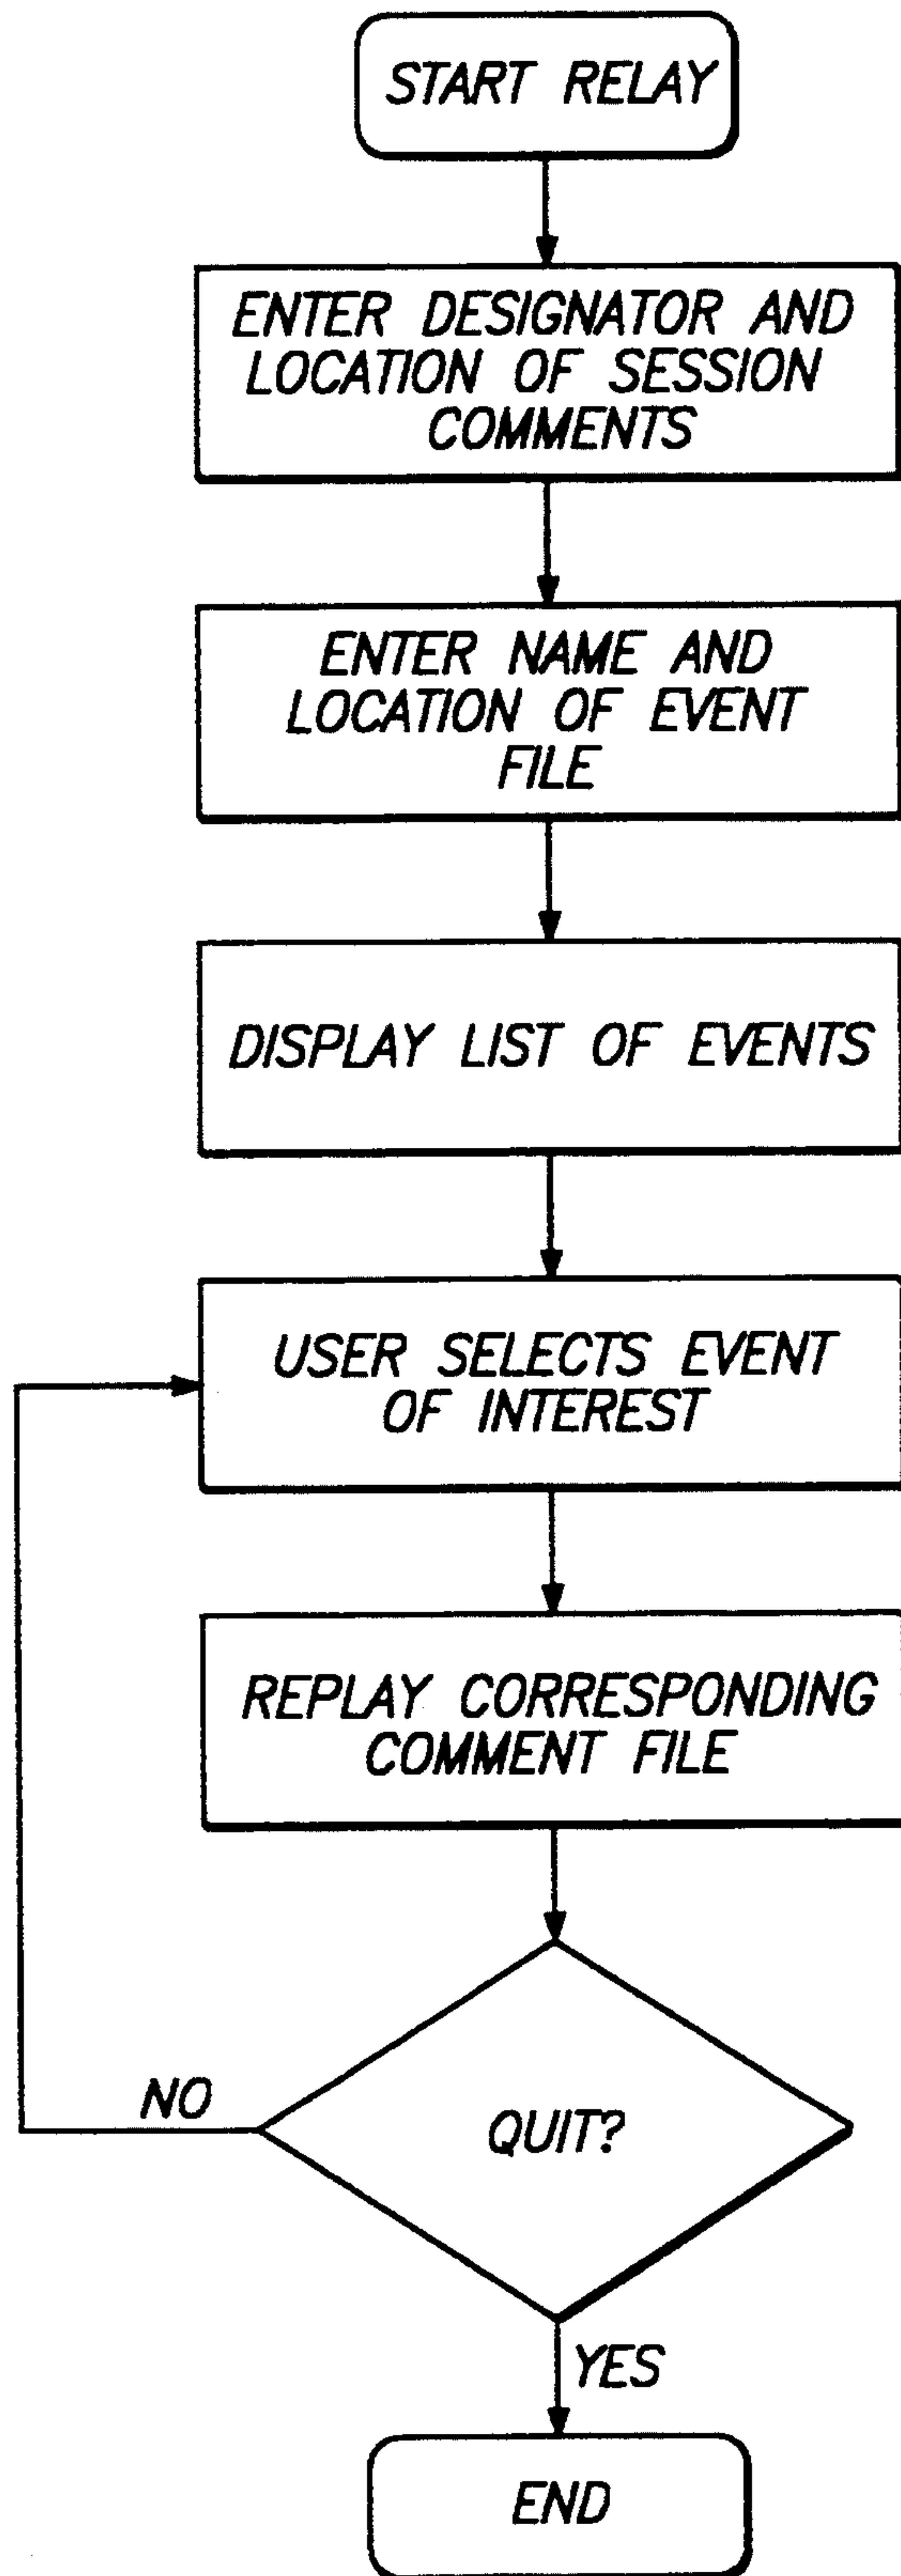 START RELAY
ENTER DESIGNATOR AND
LOCATION OF SESSION
COMMENTS
ENTER NAME AND
LOCATION OF EVENT
FILE
DISPLAY LIST OF EVENTS
USER SELECTS EVENT
OF INTEREST
REPLAY CORRESPONDING
COMMENT FILE
NO
QUIT?
YES
END